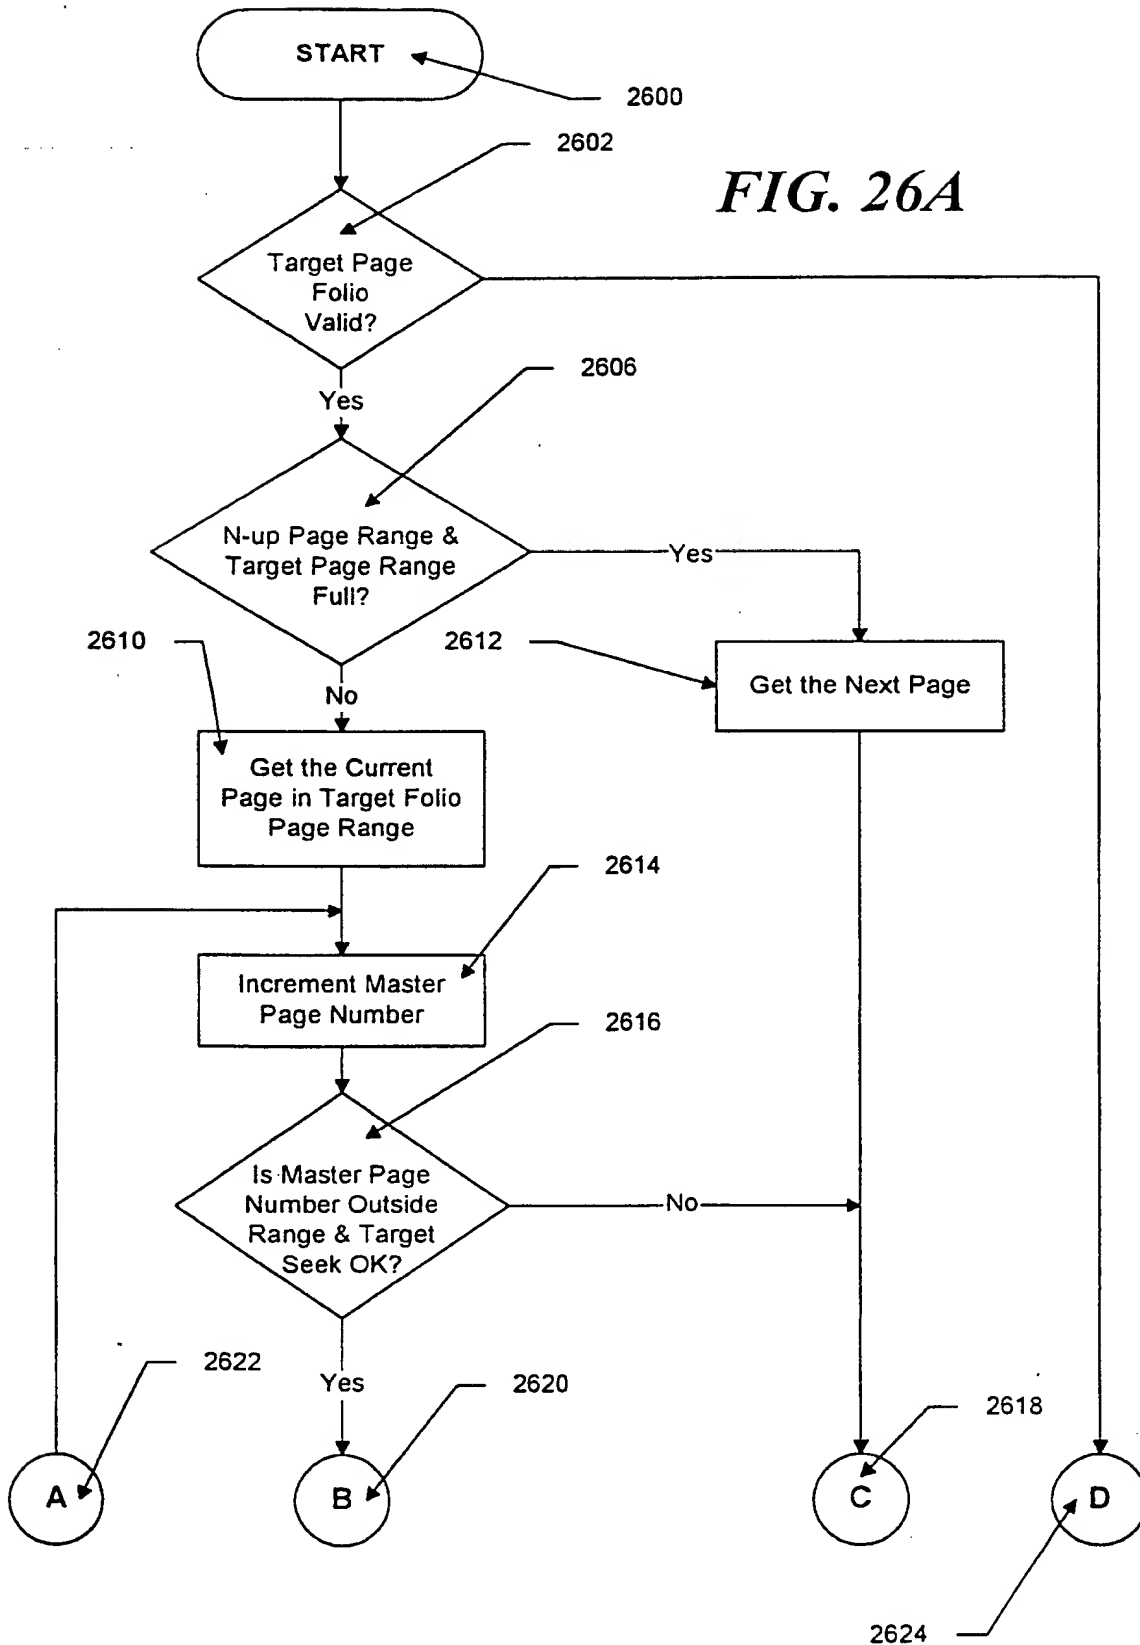 START
2600
2602
FIG. 26A
Target Page
Folio
Valid?
2606
Yes
N-up Page Range &
Target Page Range
Full?
Yes
2610
2612
No
Get the Next Page
Get the Current
Page in Target Folio
Page Range
2614
Increment Master
Page Number
2616
Is Master Page
Number Outside
Range & Target
Seek OK?
No
2622
Yes
2620
2618
A
B
C
D
2624